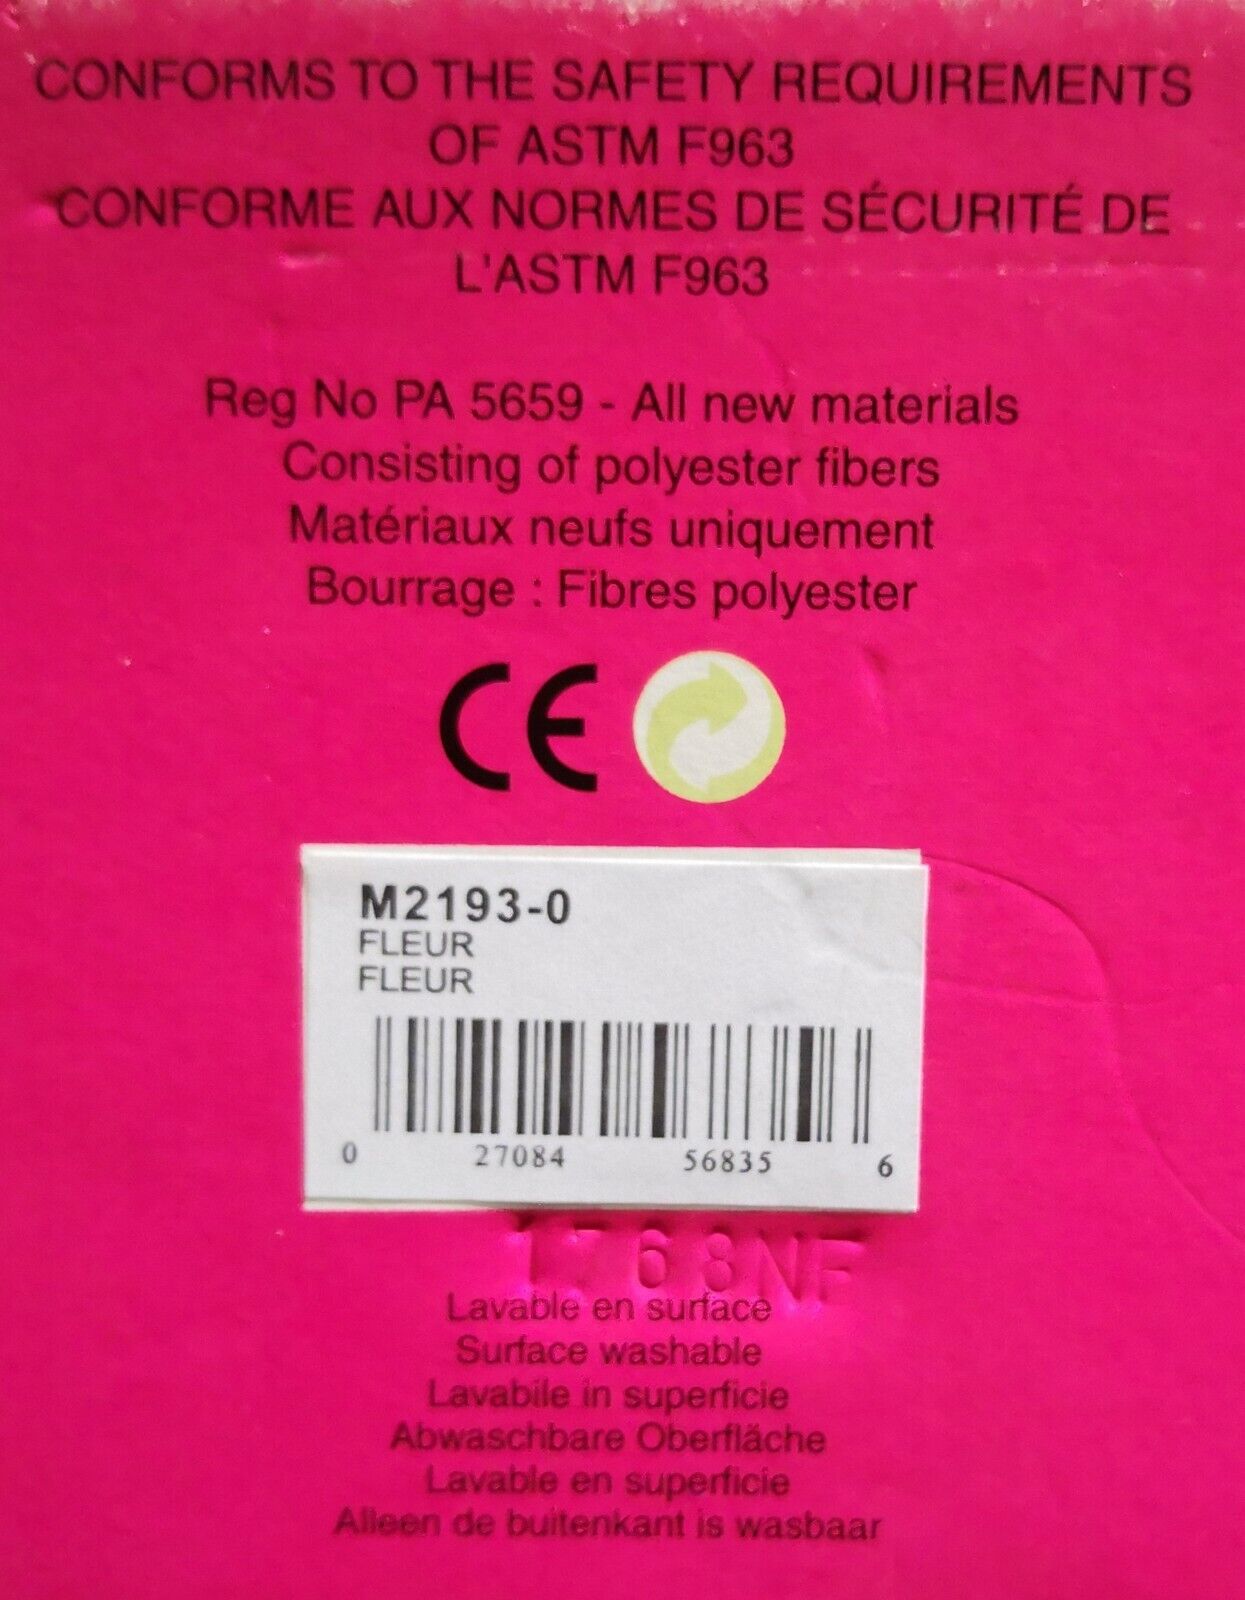 CONFORMS TO THE SAFETY REQUIREMENTS
OF ASTM F963
CONFORME AUX NORMES DE SÉCURITÉ DE
L'ASTM F963
Reg No PA 5659 - All new materials
Consisting of polyester fibers
Matériaux neufs uniquement
Bourrage : Fibres polyester
CE
M2193-0
FLEUR
FLEUR
0 27084 56835 6
1768NF
Lavable en surface
Surface washable
Lavabile in superficie
Abwaschbare Oberfläche
Lavable en superficie
Alleen de buitenkant is wasbaar